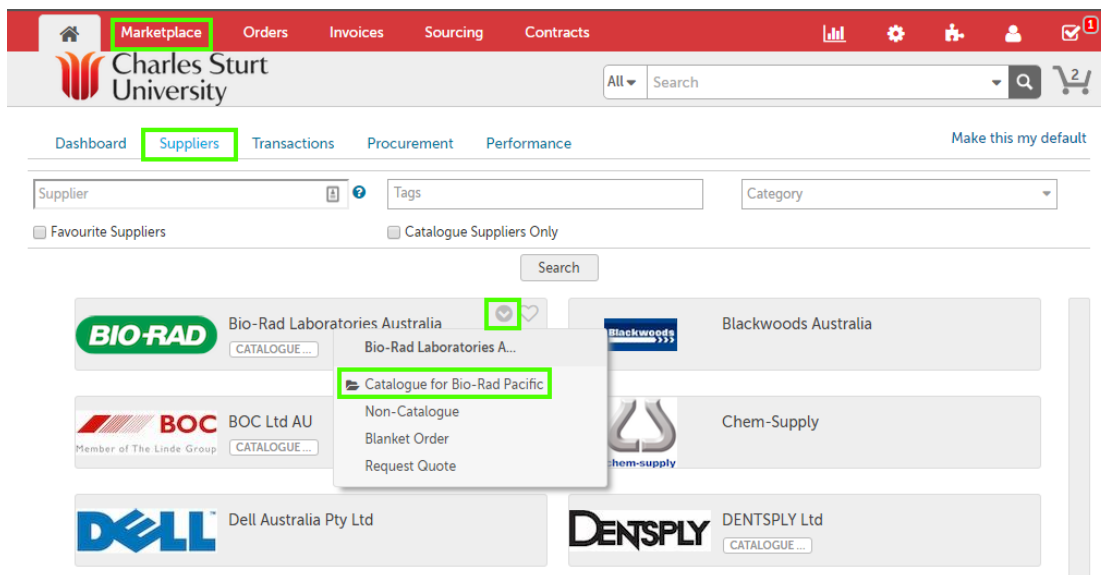 Marketplace Orders Invoices Sourcing Contracts 1
Charles Sturt
University
All Search 2
Dashboard Suppliers Transactions Procurement Performance Make this my default
Supplier ? Tags Category
Favourite Suppliers Catalogue Suppliers Only
Search
BIO-RAD Bio-Rad Laboratories Australia
CATALOGUE...
Blackwoods Blackwoods Australia
Bio-Rad Laboratories A...
Catalogue for Bio-Rad Pacific
Non-Catalogue
Blanket Order
Request Quote
BOC BOC Ltd AU
Member of The Linde Group CATALOGUE...
chem-supply Chem-Supply
DELL Dell Australia Pty Ltd
DENTSPLY DENTSPLY Ltd
CATALOGUE...